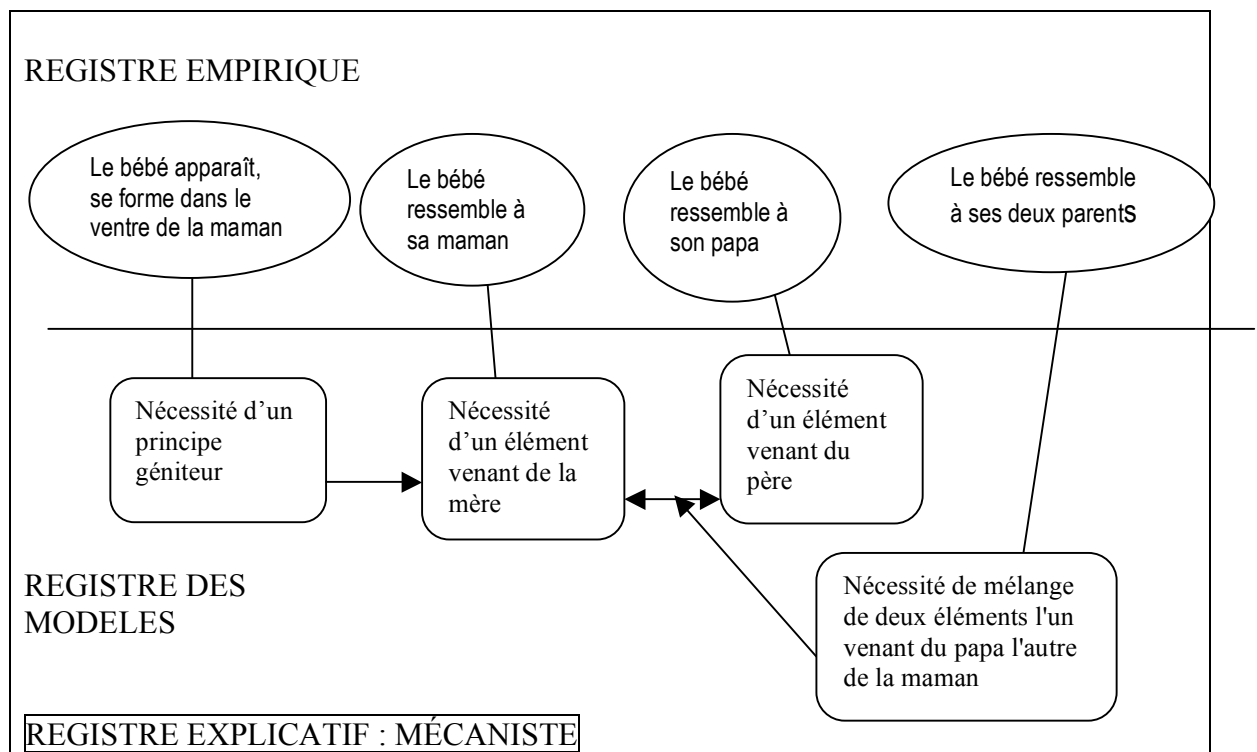 REGISTRE EMPIRIQUE
Le bébé apparaît,
se forme dans le
ventre de la maman
Le bébé
ressemble à
sa maman
Le bébé
ressemble à
son papa
Le bébé ressemble
à ses deux parents
Nécessité d’un
principe
géniteur
Nécessité
d’un élément
venant de la
mère
Nécessité
d’un élément
venant du
père
Nécessité de mélange
de deux éléments l'un
venant du papa l'autre
de la maman
REGISTRE DES
MODELES
REGISTRE EXPLICATIF : MÉCANISTE